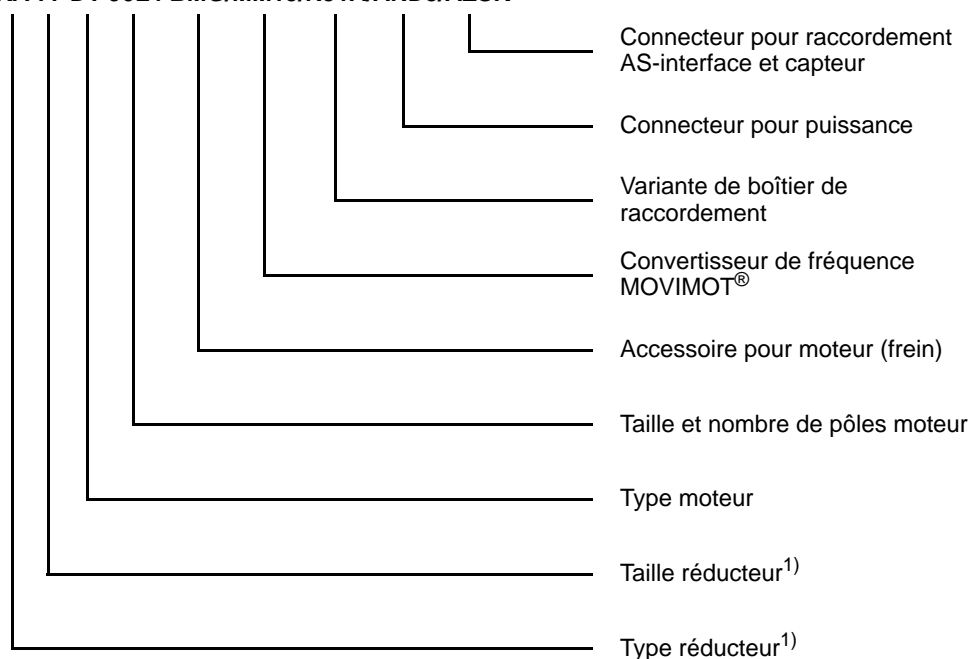 Connecteur pour raccordement
AS-interface et capteur
Connecteur pour puissance
Variante de boîtier de
raccordement
Convertisseur de fréquence
MOVIMOT®
Accessoire pour moteur (frein)
Taille et nombre de pôles moteur
Type moteur
Taille réducteur1)
Type réducteur1)